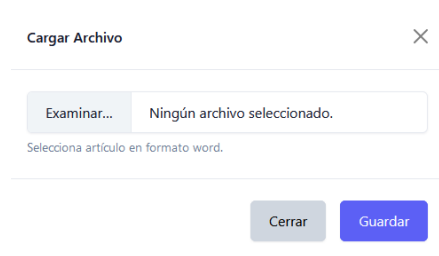 Cargar Archivo
Examinar... Ningún archivo seleccionado.
Selecciona artículo en formato word.
Cerrar Guardar